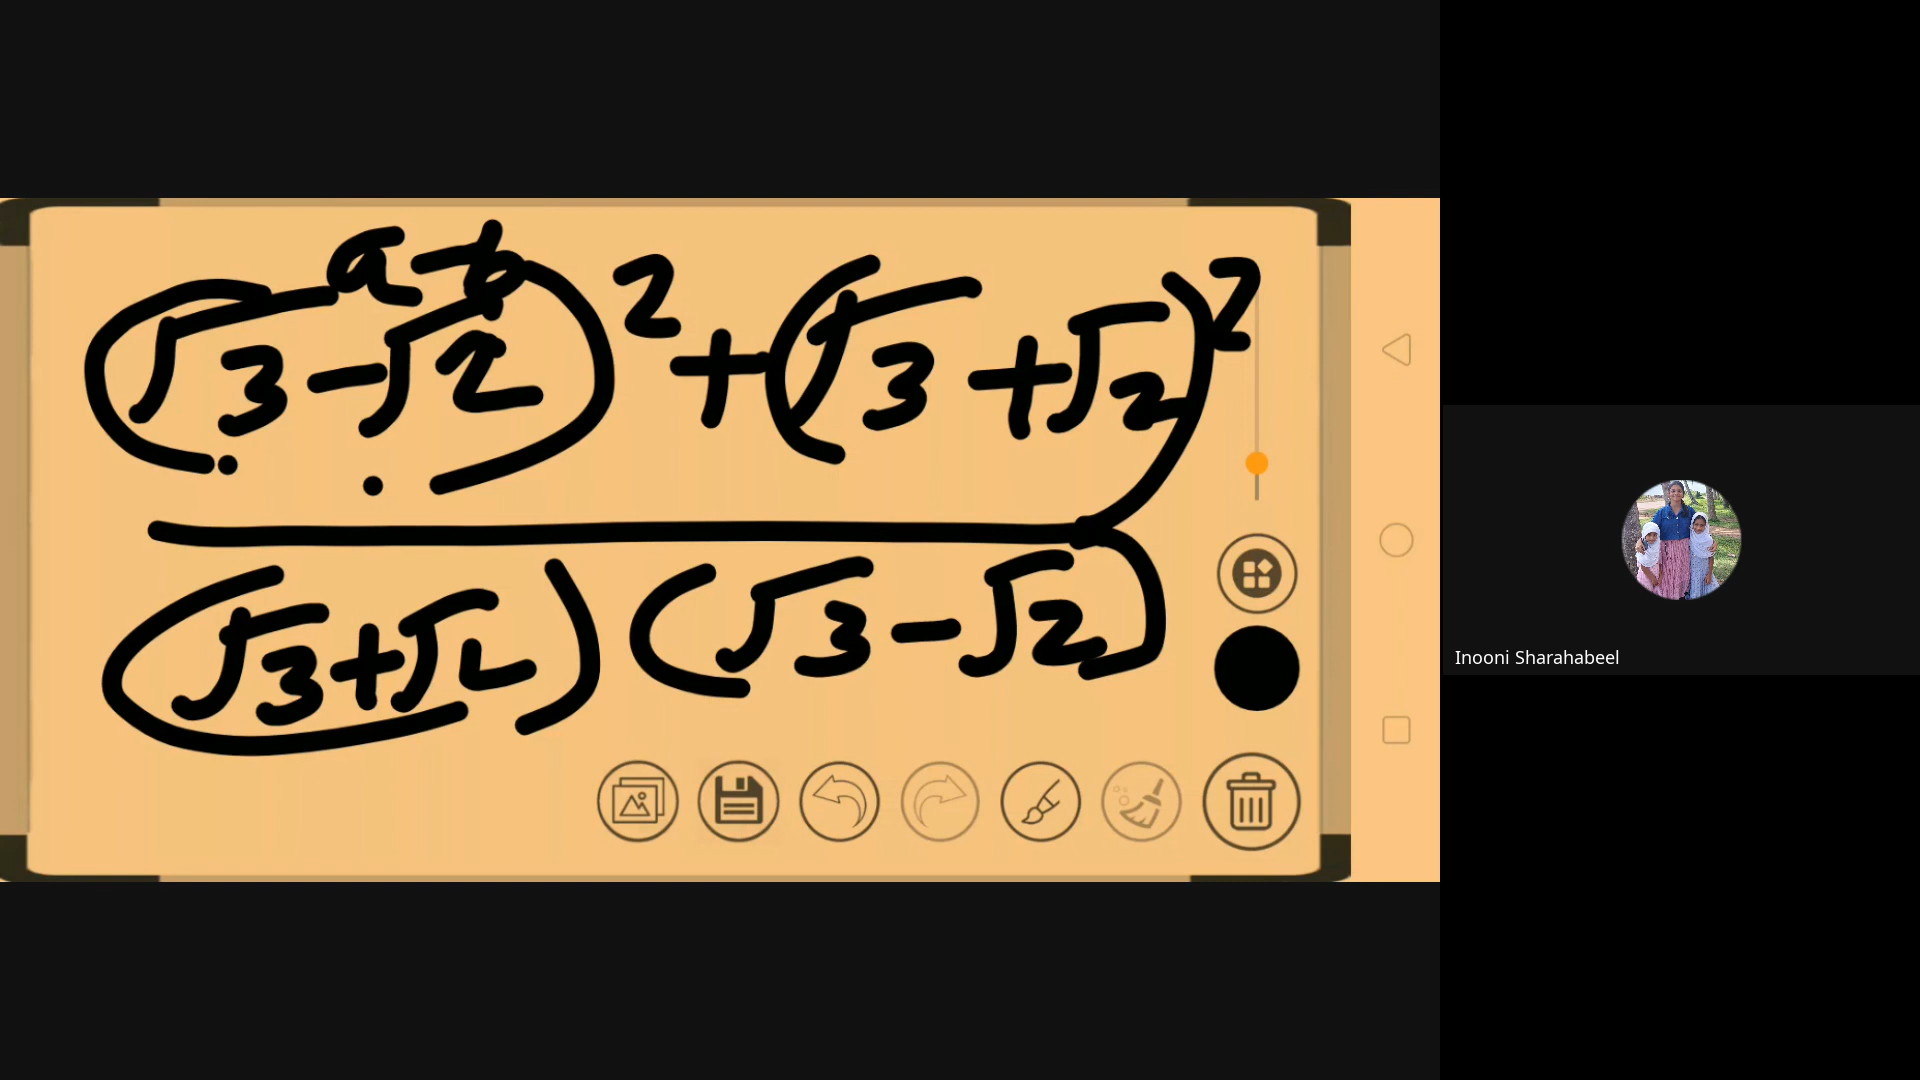 a-b
(√3-√2)²+(√3+√2)²
(√3+√2)(√3-√2)
Inooni Sharahabeel